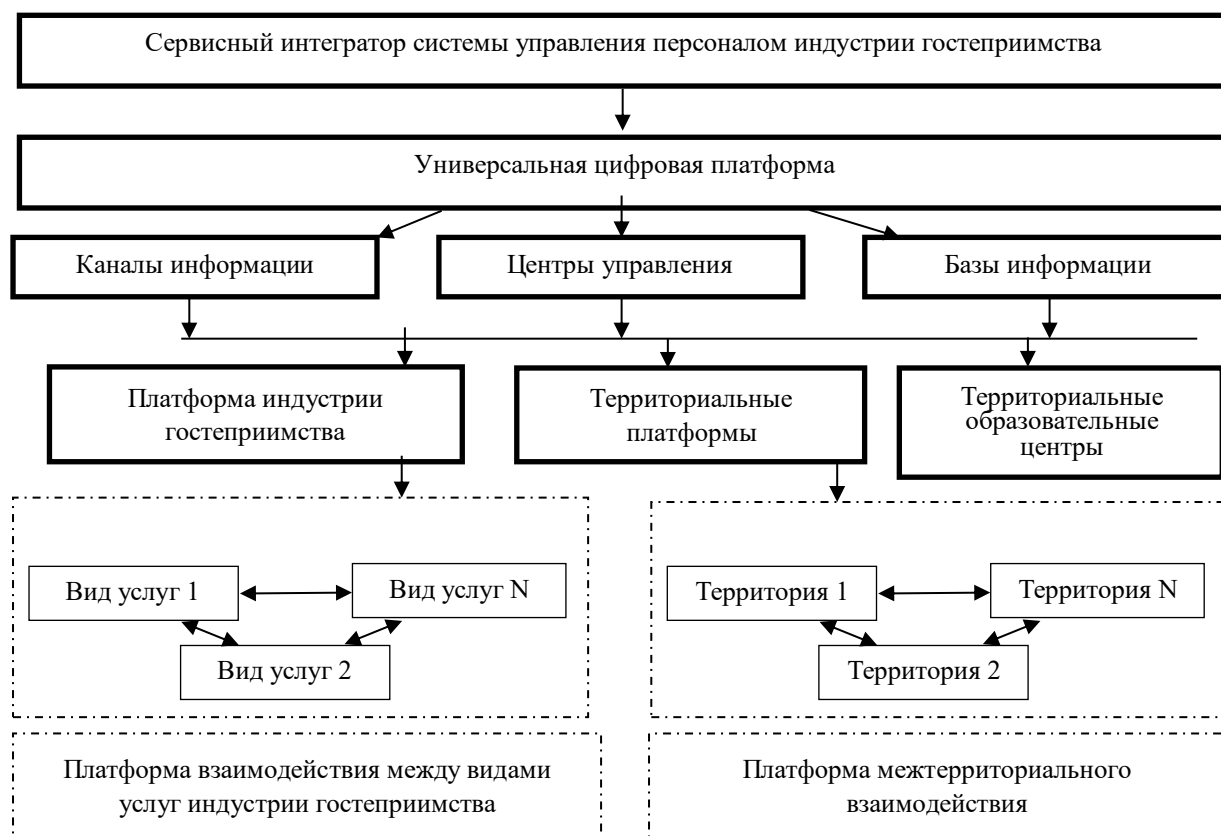 Сервисный интегратор системы управления персоналом индустрии гостеприимства
Универсальная цифровая платформа
Каналы информации
Центры управления
Базы информации
Платформа индустрии
гостеприимства
Территориальные
платформы
Территориальные
образовательные
центры
Вид услуг 1
Вид услуг N
Вид услуг 2
Территория 1
Территория N
Территория 2
Платформа взаимодействия между видами
услуг индустрии гостеприимства
Платформа межтерриториального
взаимодействия